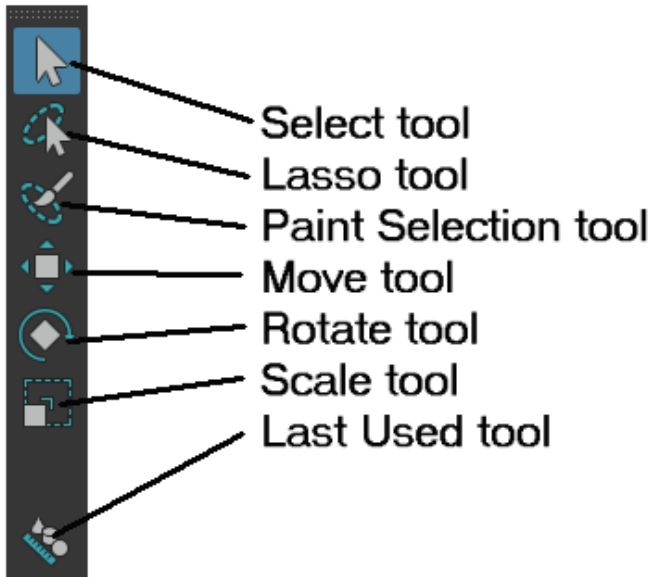 Select tool
Lasso tool
Paint Selection tool
Move tool
Rotate tool
Scale tool
Last Used tool